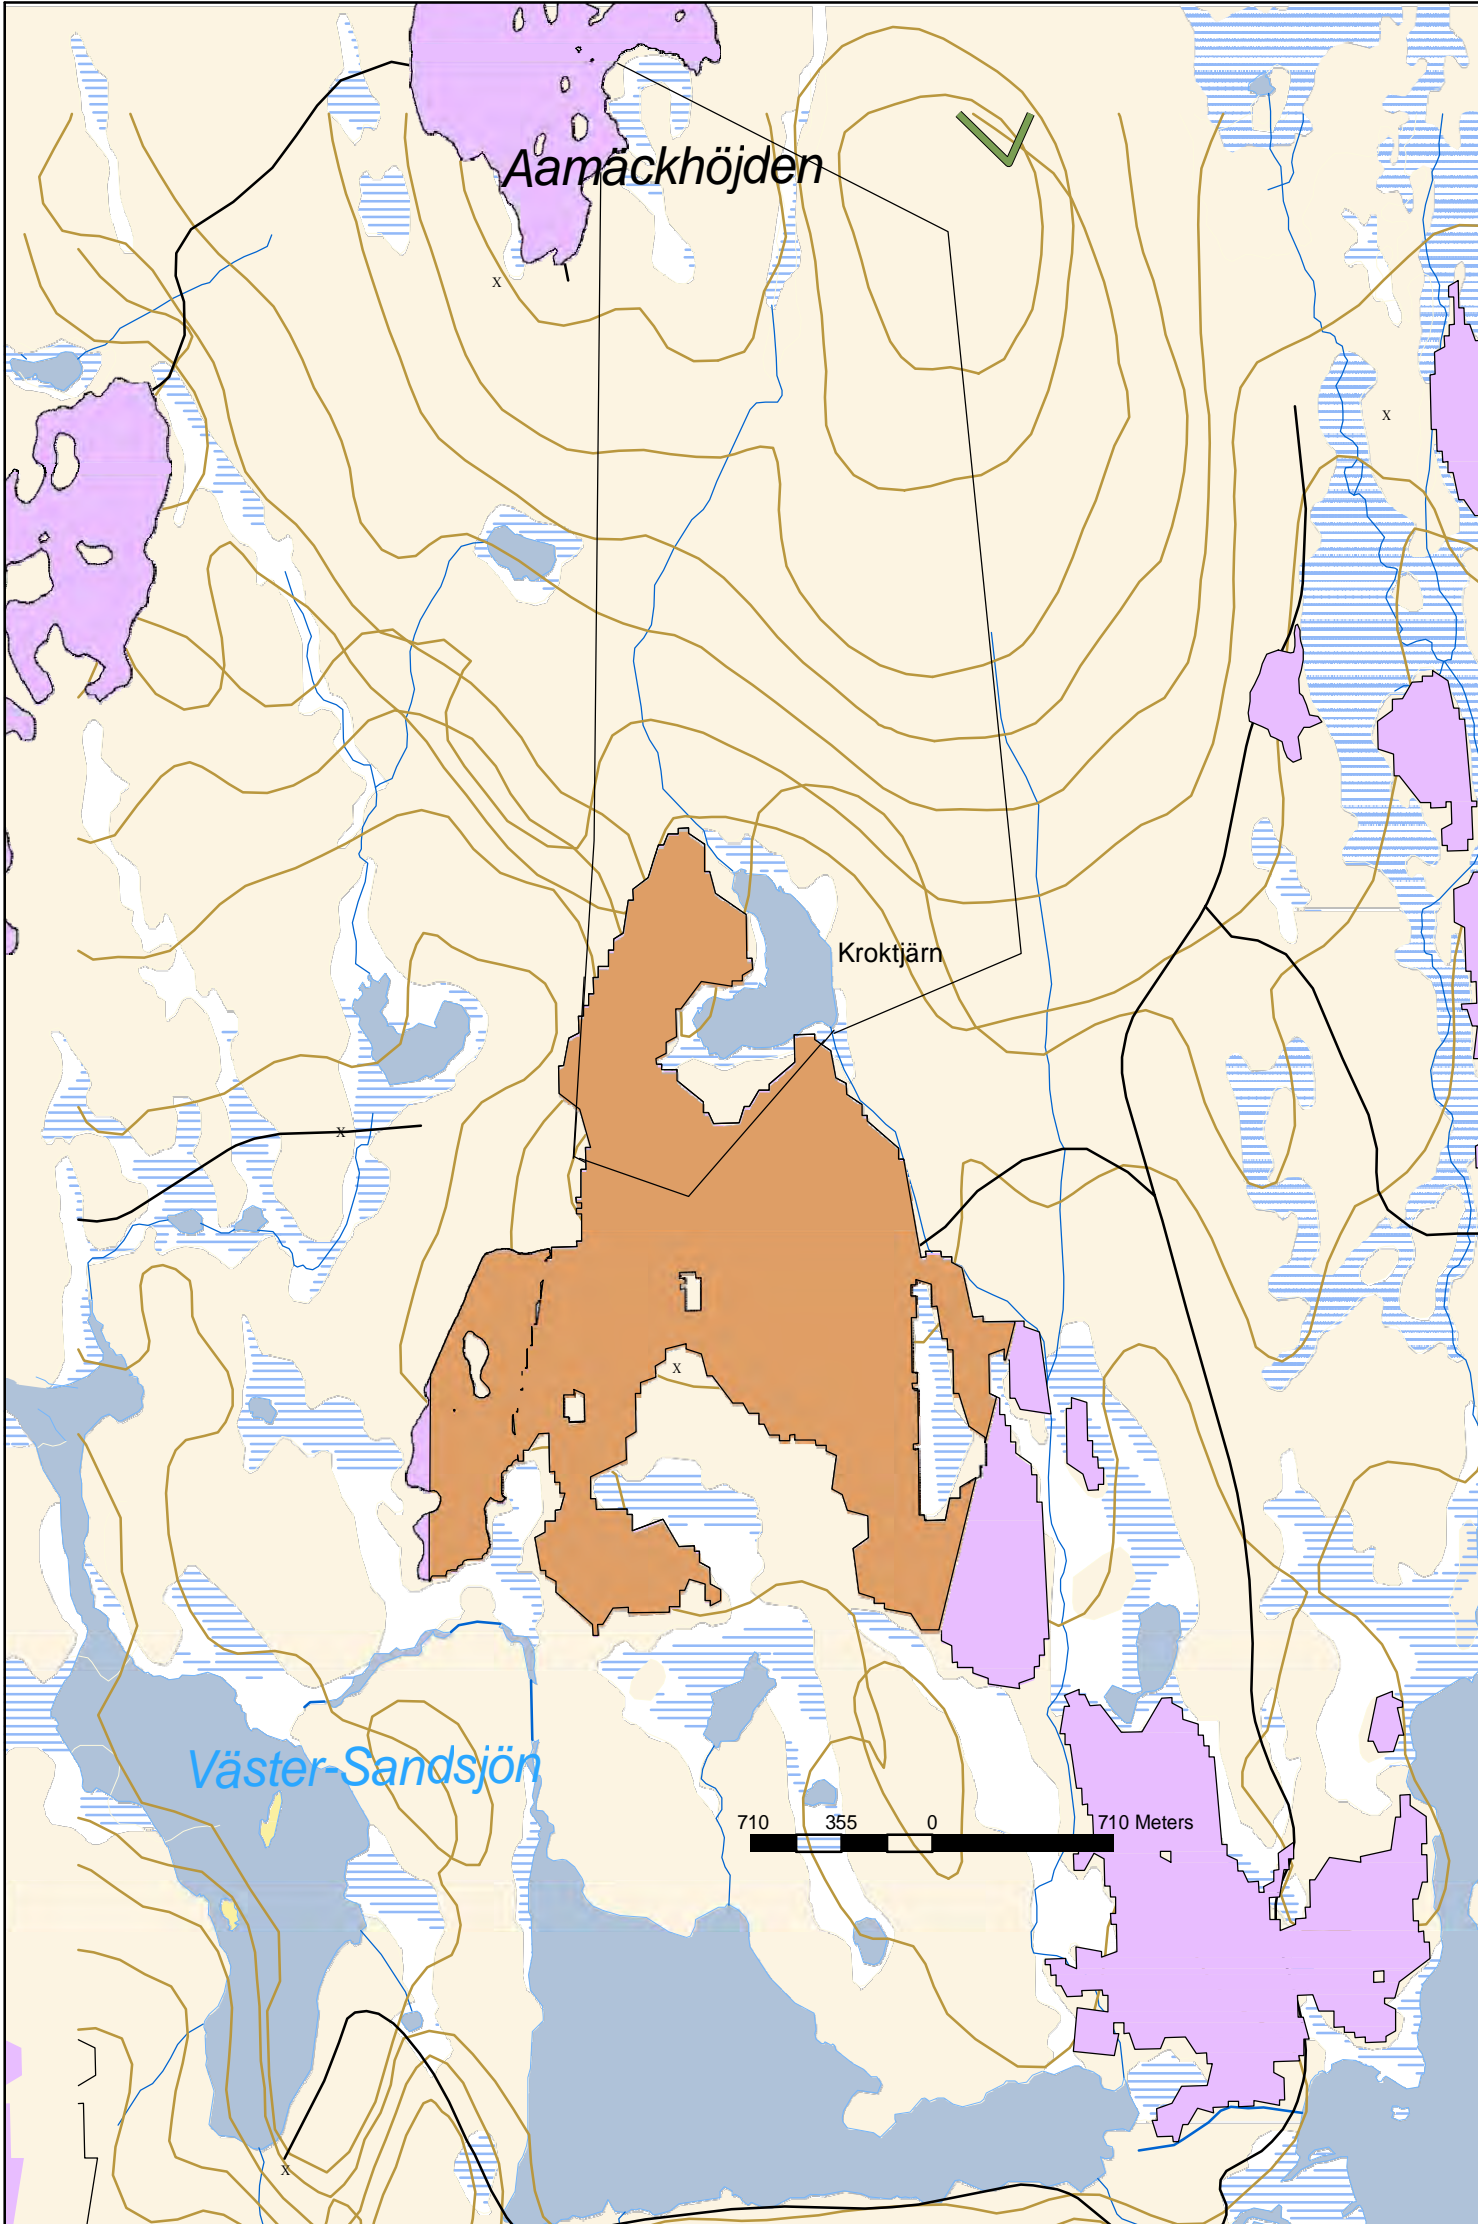 Aamäckhöjden
x
x
Kroktjärn
x
x
Väster-Sandsjön
710 355 0 710 Meters
x